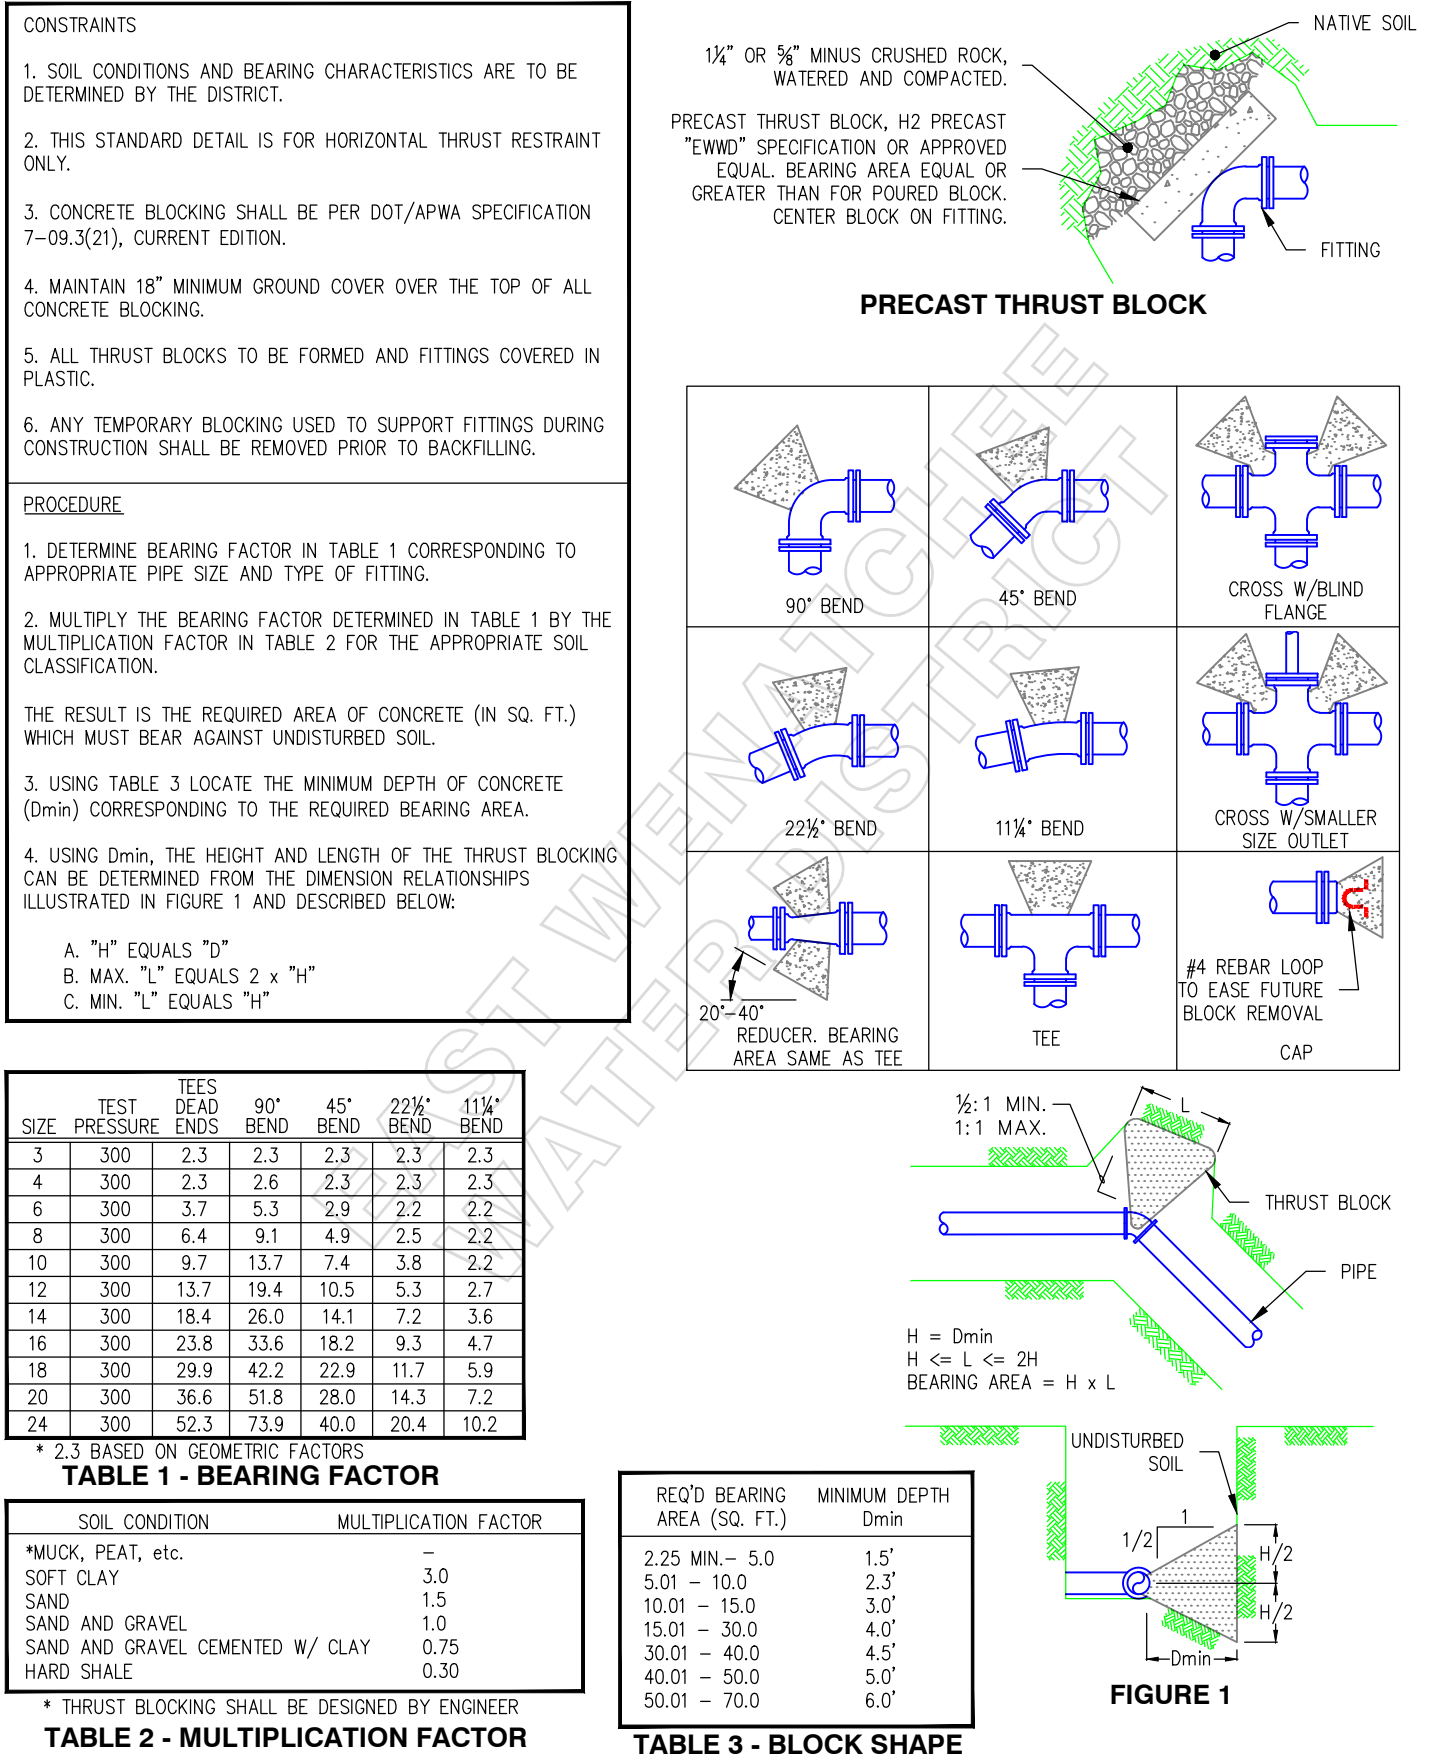 CONSTRAINTS
1. SOIL CONDITIONS AND BEARING CHARACTERISTICS ARE TO BE
DETERMINED BY THE DISTRICT.
2. THIS STANDARD DETAIL IS FOR HORIZONTAL THRUST RESTRAINT
ONLY.
3. CONCRETE BLOCKING SHALL BE PER DOT/APWA SPECIFICATION
7-09.3(21), CURRENT EDITION.
4. MAINTAIN 18" MINIMUM GROUND COVER OVER THE TOP OF ALL
CONCRETE BLOCKING.
5. ALL THRUST BLOCKS TO BE FORMED AND FITTINGS COVERED IN
PLASTIC.
6. ANY TEMPORARY BLOCKING USED TO SUPPORT FITTINGS DURING
CONSTRUCTION SHALL BE REMOVED PRIOR TO BACKFILLING.
PROCEDURE
1. DETERMINE BEARING FACTOR IN TABLE 1 CORRESPONDING TO
APPROPRIATE PIPE SIZE AND TYPE OF FITTING.
2. MULTIPLY THE BEARING FACTOR DETERMINED IN TABLE 1 BY THE
MULTIPLICATION FACTOR IN TABLE 2 FOR THE APPROPRIATE SOIL
CLASSIFICATION.
THE RESULT IS THE REQUIRED AREA OF CONCRETE (IN SQ. FT.)
WHICH MUST BEAR AGAINST UNDISTURBED SOIL.
3. USING TABLE 3 LOCATE THE MINIMUM DEPTH OF CONCRETE
(Dmin) CORRESPONDING TO THE REQUIRED BEARING AREA.
4. USING Dmin, THE HEIGHT AND LENGTH OF THE THRUST BLOCKING
CAN BE DETERMINED FROM THE DIMENSION RELATIONSHIPS
ILLUSTRATED IN FIGURE 1 AND DESCRIBED BELOW:
A. "H" EQUALS "D"
B. MAX. "L" EQUALS 2 x "H"
C. MIN. "L" EQUALS "H"
NATIVE SOIL
1¼" OR ⅝" MINUS CRUSHED ROCK,
WATERED AND COMPACTED.
PRECAST THRUST BLOCK, H2 PRECAST
"EWWD" SPECIFICATION OR APPROVED
EQUAL. BEARING AREA EQUAL OR
GREATER THAN FOR POURED BLOCK.
CENTER BLOCK ON FITTING.
FITTING
PRECAST THRUST BLOCK
90° BEND
45° BEND
CROSS W/BLIND
FLANGE
22½° BEND
11¼° BEND
CROSS W/SMALLER
SIZE OUTLET
20°-40°
REDUCER. BEARING
AREA SAME AS TEE
TEE
#4 REBAR LOOP
TO EASE FUTURE
BLOCK REMOVAL
CAP
EAST WENATCHEE
WATER DISTRICT
SIZE TEST PRESSURE TEES DEAD ENDS 90° BEND 45° BEND 22½° BEND 11¼° BEND
3 300 2.3 2.3 2.3 2.3 2.3
4 300 2.3 2.6 2.3 2.3 2.3
6 300 3.7 5.3 2.9 2.2 2.2
8 300 6.4 9.1 4.9 2.5 2.2
10 300 9.7 13.7 7.4 3.8 2.2
12 300 13.7 19.4 10.5 5.3 2.7
14 300 18.4 26.0 14.1 7.2 3.6
16 300 23.8 33.6 18.2 9.3 4.7
18 300 29.9 42.2 22.9 11.7 5.9
20 300 36.6 51.8 28.0 14.3 7.2
24 300 52.3 73.9 40.0 20.4 10.2
* 2.3 BASED ON GEOMETRIC FACTORS
TABLE 1 - BEARING FACTOR
SOIL CONDITION MULTIPLICATION FACTOR
*MUCK, PEAT, etc. –
SOFT CLAY 3.0
SAND 1.5
SAND AND GRAVEL 1.0
SAND AND GRAVEL CEMENTED W/ CLAY 0.75
HARD SHALE 0.30
* THRUST BLOCKING SHALL BE DESIGNED BY ENGINEER
TABLE 2 - MULTIPLICATION FACTOR
REQ'D BEARING MINIMUM DEPTH
AREA (SQ. FT.) Dmin
2.25 MIN.- 5.0 1.5'
5.01 - 10.0 2.3'
10.01 - 15.0 3.0'
15.01 - 30.0 4.0'
30.01 - 40.0 4.5'
40.01 - 50.0 5.0'
50.01 - 70.0 6.0'
TABLE 3 - BLOCK SHAPE
½:1 MIN.
1:1 MAX.
L
THRUST BLOCK
PIPE
H = Dmin
H <= L <= 2H
BEARING AREA = H x L
UNDISTURBED
SOIL
1
1/2
H/2
H/2
Dmin
FIGURE 1